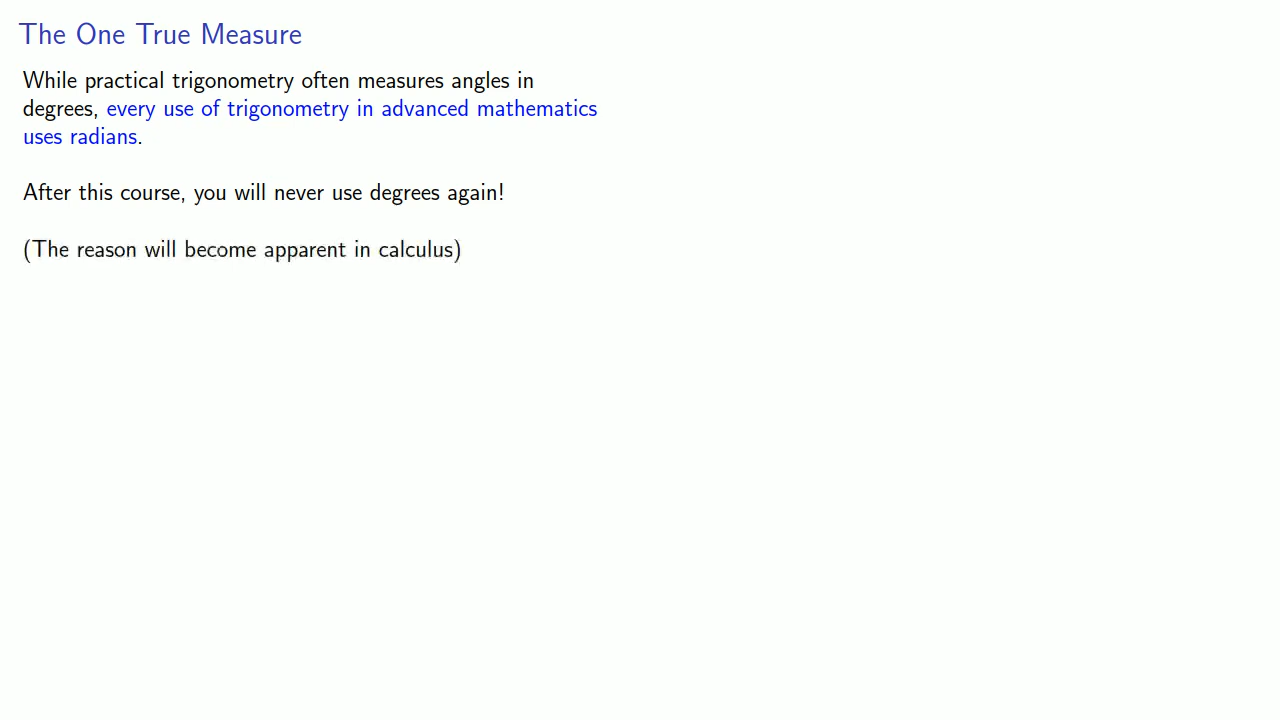 The One True Measure
While practical trigonometry often measures angles in
degrees, every use of trigonometry in advanced mathematics
uses radians.
After this course, you will never use degrees again!
(The reason will become apparent in calculus)